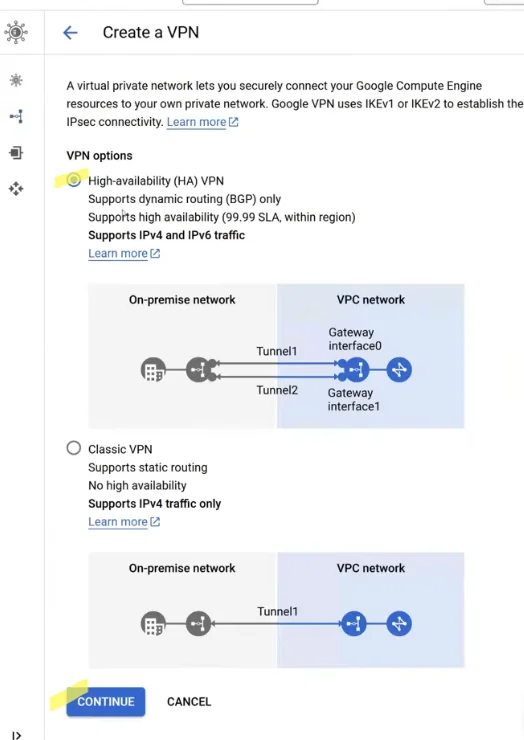 Create a VPN
A virtual private network lets you securely connect your Google Compute Engine
resources to your own private network. Google VPN uses IKEv1 or IKEv2 to establish the
IPsec connectivity. Learn more
VPN options
High-availability (HA) VPN
Supports dynamic routing (BGP) only
Supports high availability (99.99 SLA, within region)
Supports IPv4 and IPv6 traffic
Learn more
On-premise network
VPC network
Gateway
interface0
Tunnel1
Tunnel2
Gateway
interface1
Classic VPN
Supports static routing
No high availability
Supports IPv4 traffic only
Learn more
On-premise network
VPC network
Tunnel1
CONTINUE
CANCEL